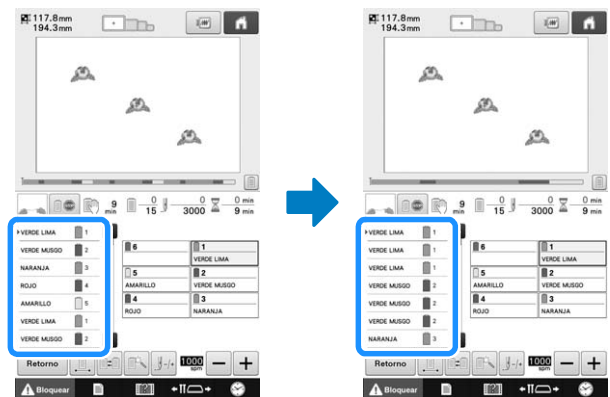 117.8mm
194.3mm
9 min
0
15
0
3000
0 min
9 min
VERDE LIMA 1
VERDE MUSGO 2
NARANJA 3
ROJO 4
AMARILLO 5
VERDE LIMA 1
VERDE MUSGO 2
6
1
VERDE LIMA
5
AMARILLO
2
VERDE MUSGO
4
ROJO
3
NARANJA
Retorno
1000
spm
Bloquear
117.8mm
194.3mm
9 min
0
15
0
3000
0 min
9 min
VERDE LIMA 1
VERDE LIMA 1
VERDE LIMA 1
VERDE MUSGO 2
VERDE MUSGO 2
VERDE MUSGO 2
NARANJA 3
6
1
VERDE LIMA
5
AMARILLO
2
VERDE MUSGO
4
ROJO
3
NARANJA
Retorno
1000
spm
Bloquear